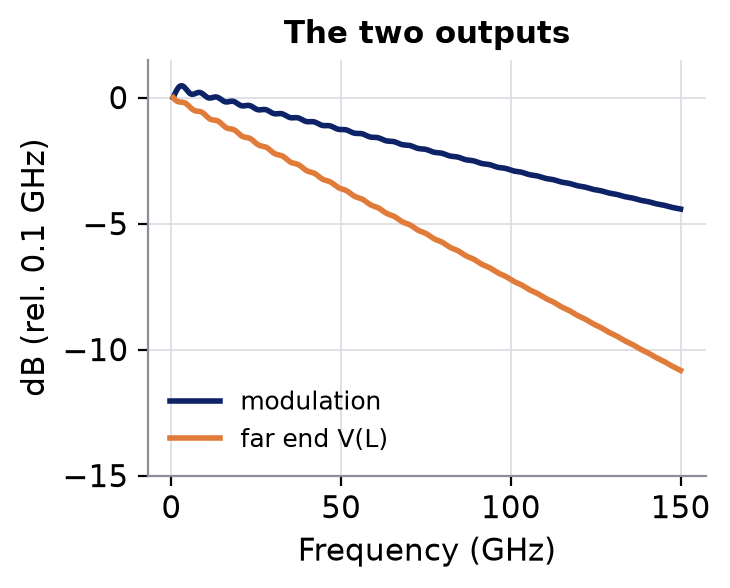 The two outputs
dB (rel. 0.1 GHz)
0
−5
−10
−15
modulation
far end V(L)
0 50 100 150
Frequency (GHz)